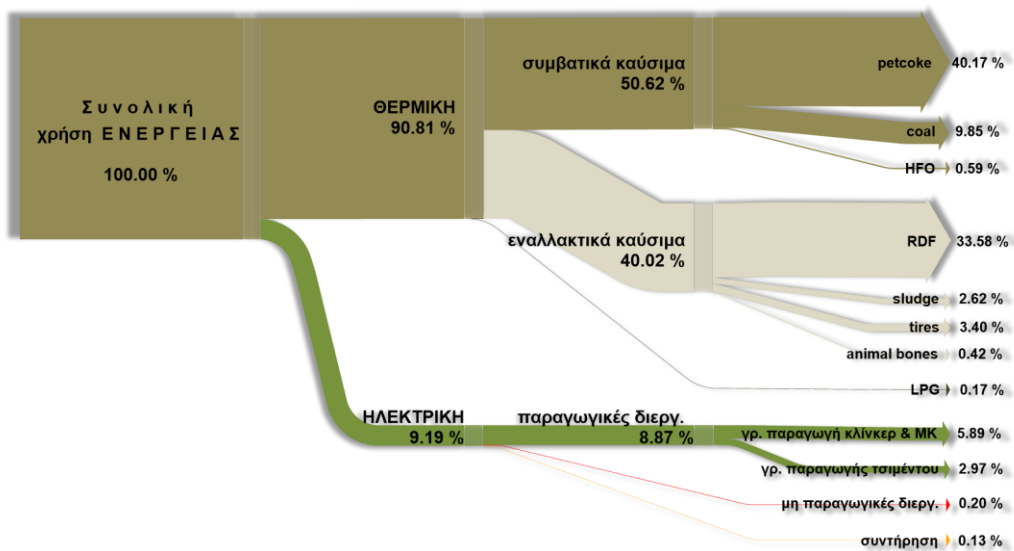 Συνολική
χρήση ΕΝΕΡΓΕΙΑΣ
100.00 %
ΘΕΡΜΙΚΗ
90.81 %
συμβατικά καύσιμα
50.62 %
petcoke 40.17 %
coal 9.85 %
HFO 0.59 %
εναλλακτικά καύσιμα
40.02 %
RDF 33.58 %
sludge 2.62 %
tires 3.40 %
animal bones 0.42 %
LPG 0.17 %
ΗΛΕΚΤΡΙΚΗ
9.19 %
παραγωγικές διεργ.
8.87 %
γρ. παραγωγή κλίνκερ & ΜΚ 5.89 %
γρ. παραγωγής τσιμέντου 2.97 %
μη παραγωγικές διεργ. 0.20 %
συντήρηση 0.13 %